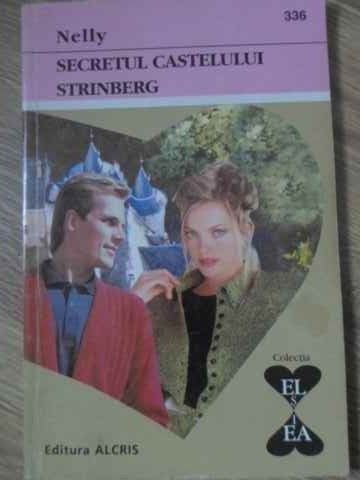 336
Nelly
SECRETUL CASTELULUI
STRINBERG
Colecția
EL
ȘI
EA
Editura ALCRIS